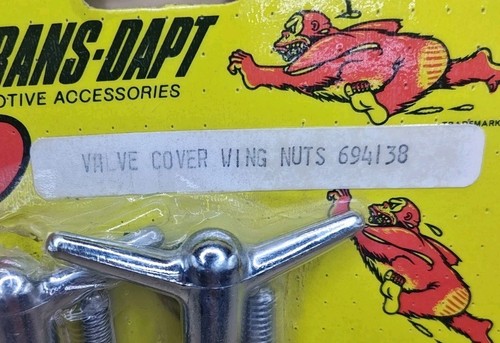 RANS-DAPT
OTIVE ACCESSORIES
TRADEMARK
VALVE COVER WING NUTS 694138